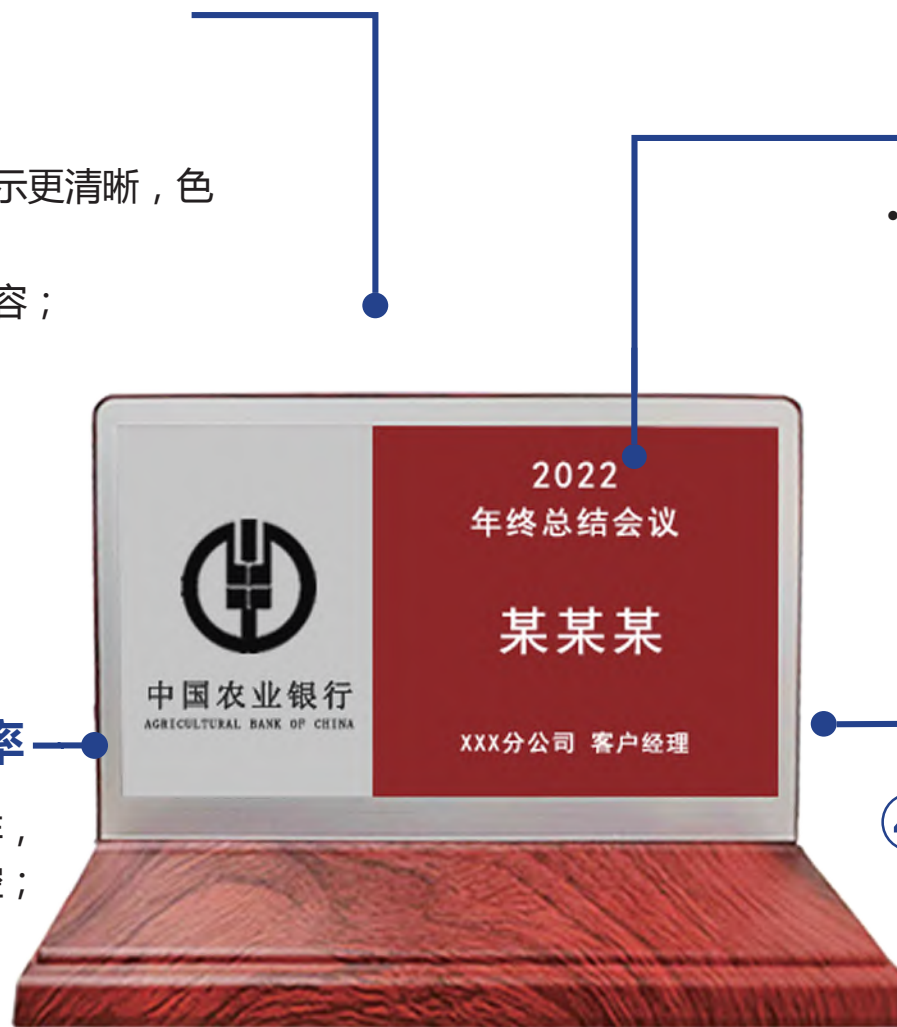 示更清晰，色
容；
2022
年终总结会议
某某某
中国农业银行
AGRICULTURAL BANK OF CHINA
XXX分公司 客户经理
率
；